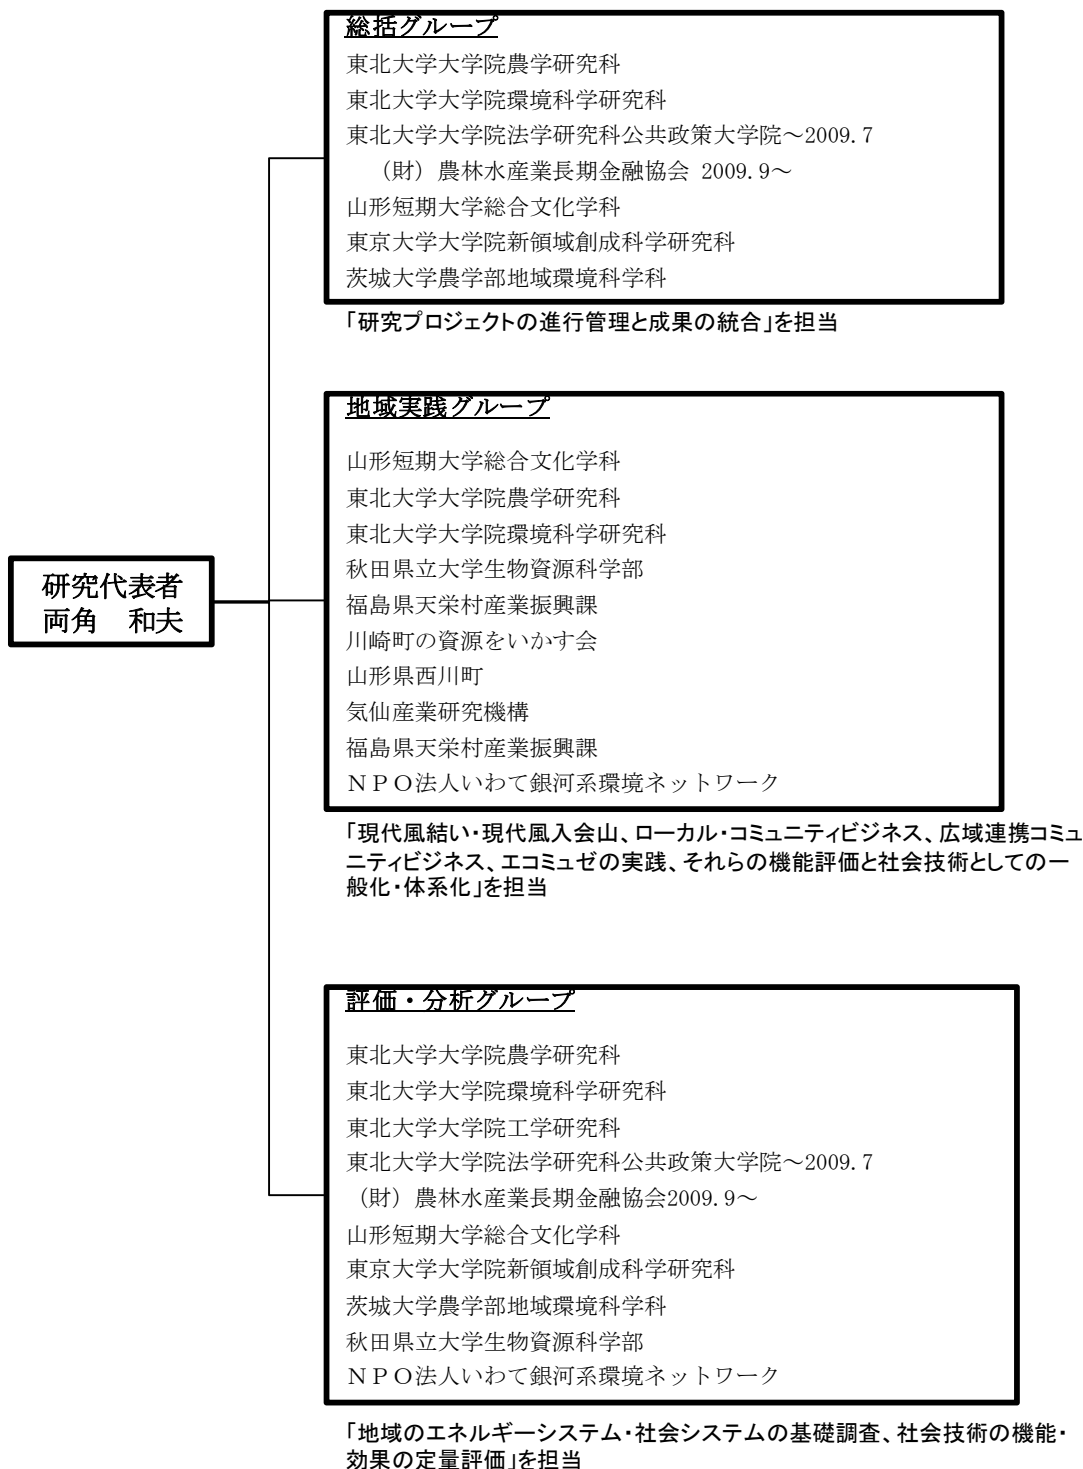 総括グループ
東北大学大学院農学研究科
東北大学大学院環境科学研究科
東北大学大学院法学研究科公共政策大学院～2009.7
（財）農林水産業長期金融協会 2009.9～
山形短期大学総合文化学科
東京大学大学院新領域創成科学研究科
茨城大学農学部地域環境科学科
「研究プロジェクトの進行管理と成果の統合」を担当
地域実践グループ
山形短期大学総合文化学科
東北大学大学院農学研究科
東北大学大学院環境科学研究科
秋田県立大学生物資源科学部
福島県天栄村産業振興課
川崎町の資源をいかす会
山形県西川町
気仙産業研究機構
福島県天栄村産業振興課
ＮＰＯ法人いわて銀河系環境ネットワーク
研究代表者
両角　和夫
「現代風結い・現代風入会山、ローカル・コミュニティビジネス、広域連携コミュ
ニティビジネス、エコミュゼの実践、それらの機能評価と社会技術としての一
般化・体系化」を担当
評価・分析グループ
東北大学大学院農学研究科
東北大学大学院環境科学研究科
東北大学大学院工学研究科
東北大学大学院法学研究科公共政策大学院～2009.7
（財）農林水産業長期金融協会2009.9～
山形短期大学総合文化学科
東京大学大学院新領域創成科学研究科
茨城大学農学部地域環境科学科
秋田県立大学生物資源科学部
ＮＰＯ法人いわて銀河系環境ネットワーク
「地域のエネルギーシステム・社会システムの基礎調査、社会技術の機能・
効果の定量評価」を担当